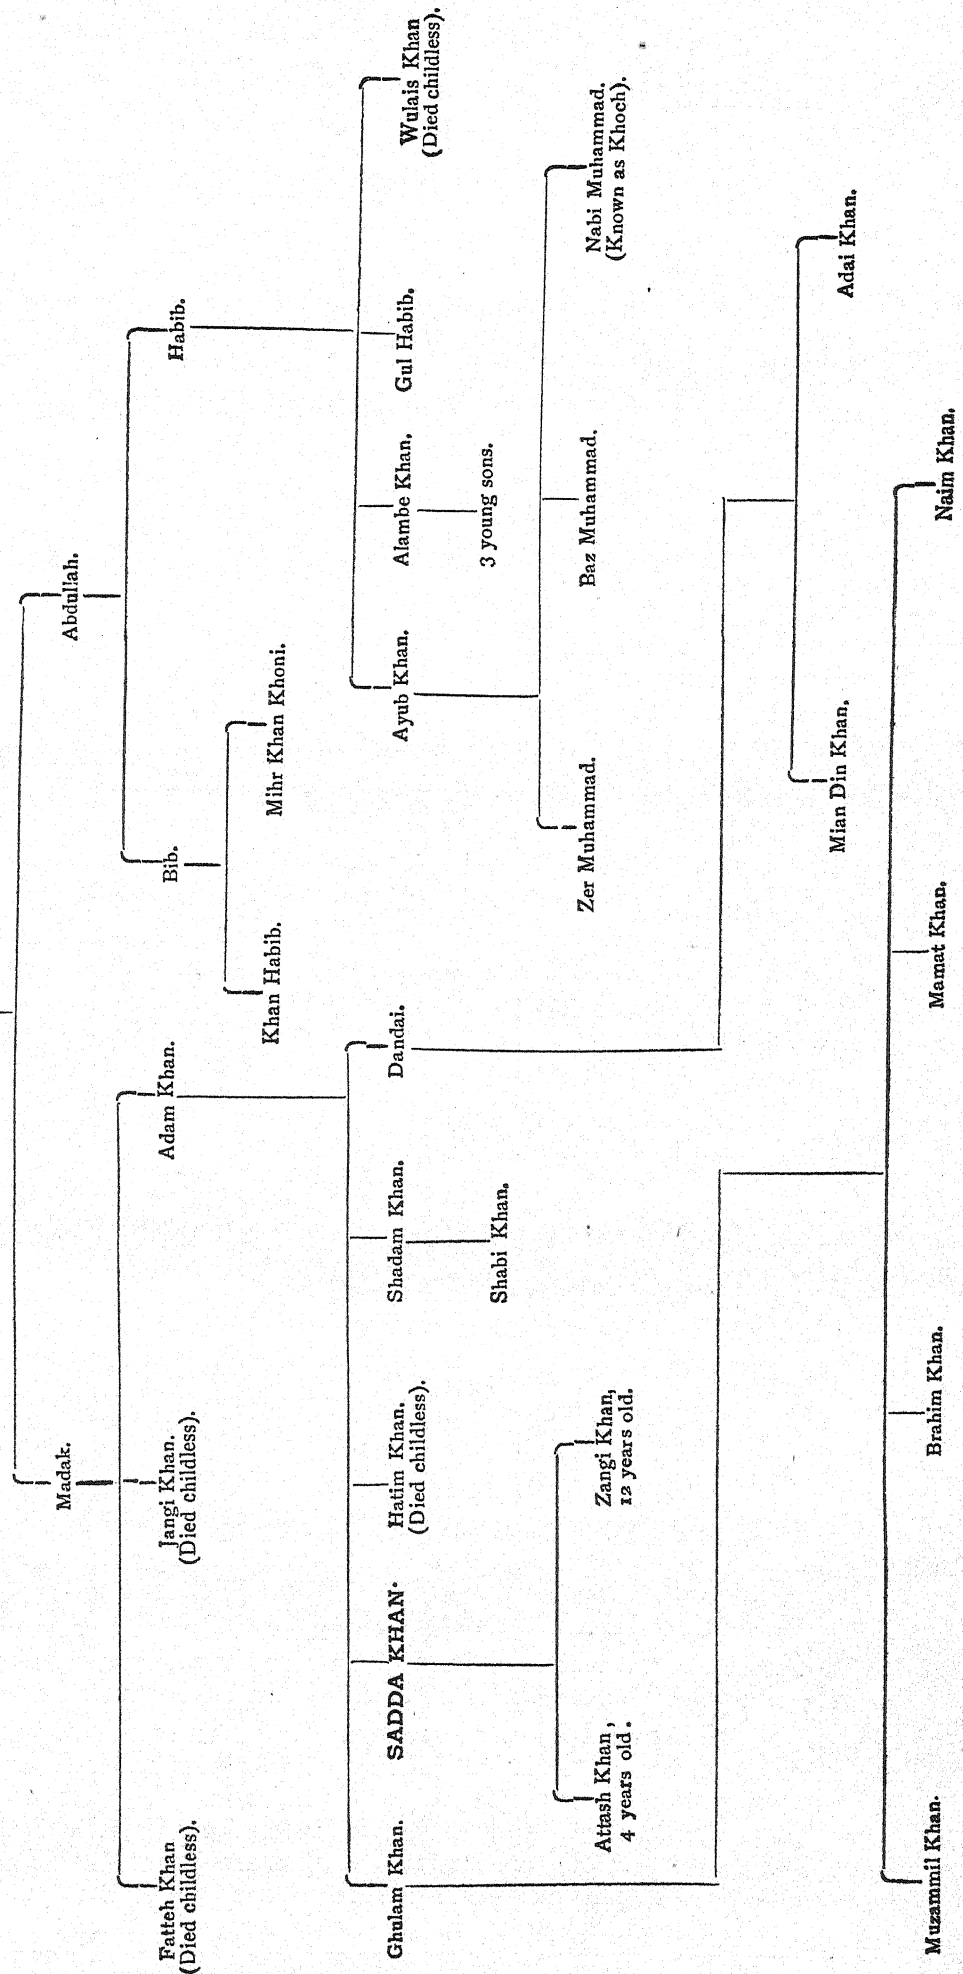 Madak.
Abdullah.
Fatteh Khan
(Died childless).
Jangi Khan.
(Died childless).
Adam Khan.
Bib.
Habib.
Khan Habib.
Mihr Khan Khoni.
Ghulam Khan.
SADDA KHAN.
Hatim Khan.
(Died childless).
Shadam Khan.
Dandai.
Ayub Khan.
Alambe Khan.
Gul Habib.
Wulais Khan
(Died childless).
Shabi Khan.
3 young sons.
Attash Khan,
4 years old.
Zangi Khan,
12 years old.
Zer Muhammad.
Baz Muhammad.
Nabi Muhammad.
(Known as Khoch).
Mian Din Khan.
Adai Khan.
Muzammil Khan.
Brahim Khan.
Mamat Khan.
Naim Khan.